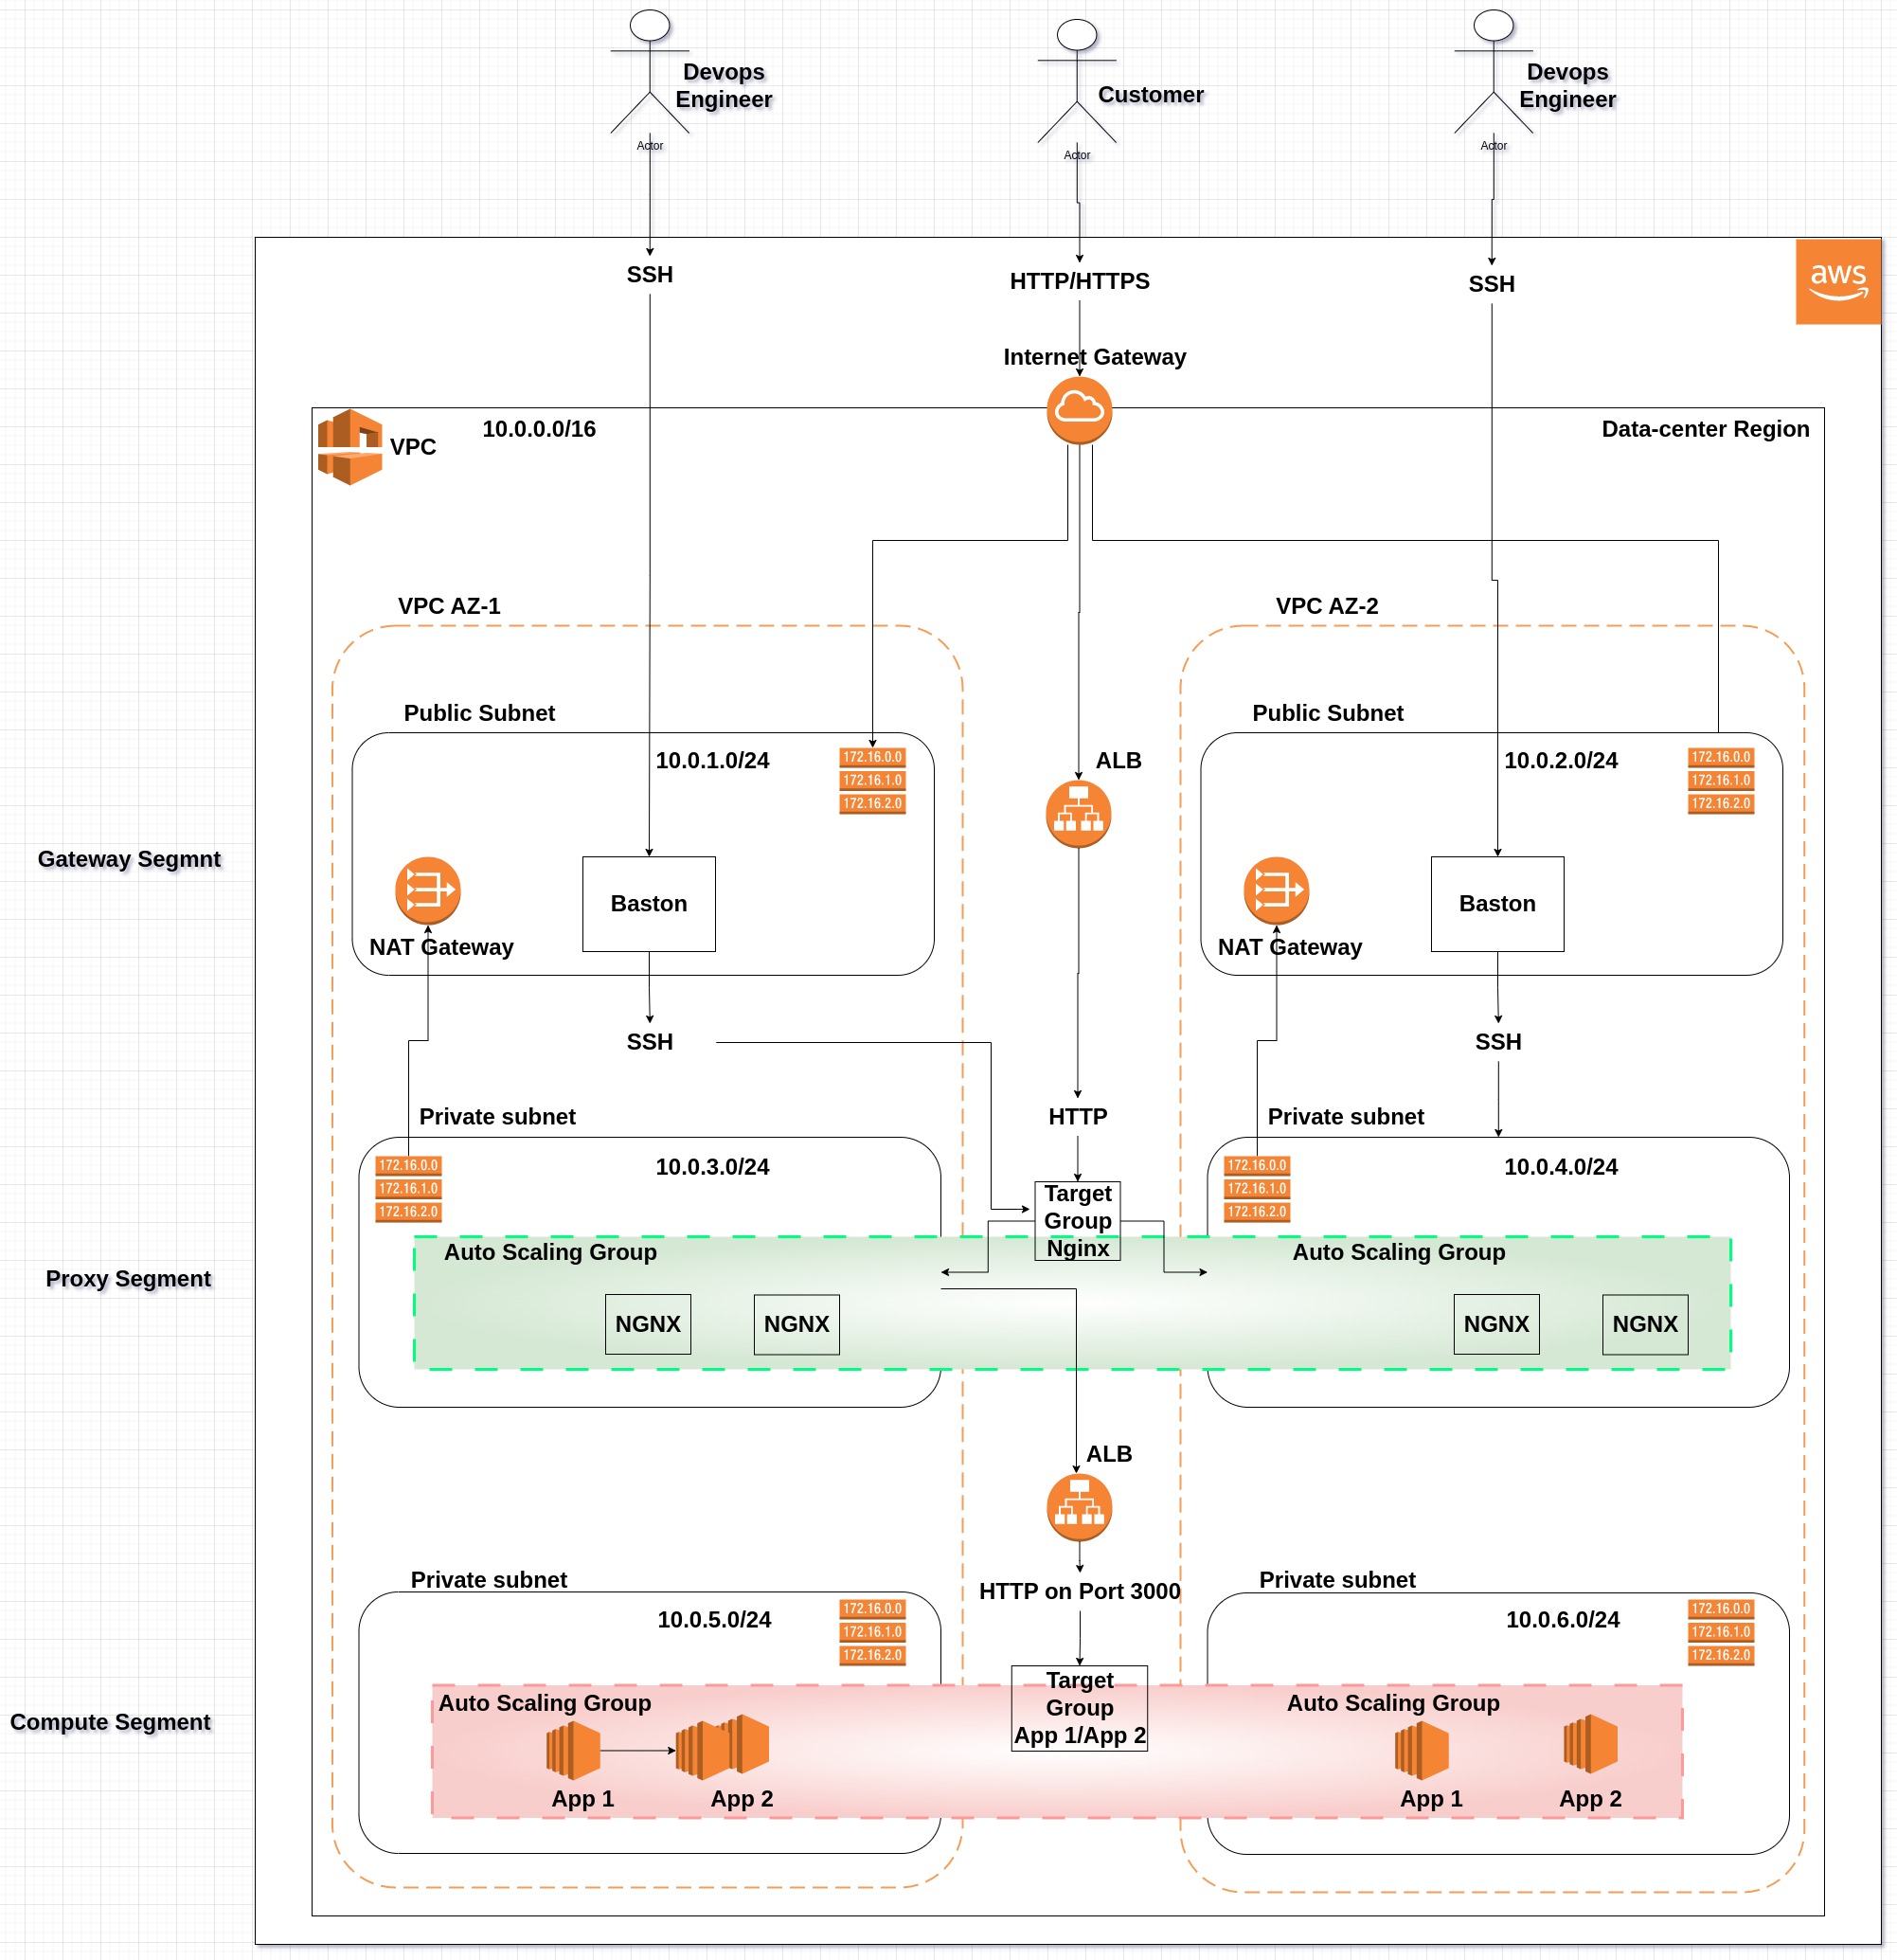 Devops
Engineer
Actor
Customer
Actor
Devops
Engineer
Actor
SSH
HTTP/HTTPS
SSH
aws
Internet Gateway
VPC
10.0.0.0/16
Data-center Region
VPC AZ-1
VPC AZ-2
Public Subnet
Public Subnet
10.0.1.0/24
172.16.0.0
172.16.1.0
172.16.2.0
ALB
10.0.2.0/24
172.16.0.0
172.16.1.0
172.16.2.0
Gateway Segmnt
Baston
NAT Gateway
Baston
NAT Gateway
SSH
SSH
HTTP
Private subnet
Private subnet
172.16.0.0
172.16.1.0
172.16.2.0
10.0.3.0/24
Target
Group
Nginx
172.16.0.0
172.16.1.0
172.16.2.0
10.0.4.0/24
Proxy Segment
Auto Scaling Group
Auto Scaling Group
NGNX
NGNX
NGNX
NGNX
ALB
HTTP on Port 3000
Private subnet
Private subnet
10.0.5.0/24
172.16.0.0
172.16.1.0
172.16.2.0
10.0.6.0/24
172.16.0.0
172.16.1.0
172.16.2.0
Compute Segment
Auto Scaling Group
Target
Group
App 1/App 2
Auto Scaling Group
App 1
App 2
App 1
App 2